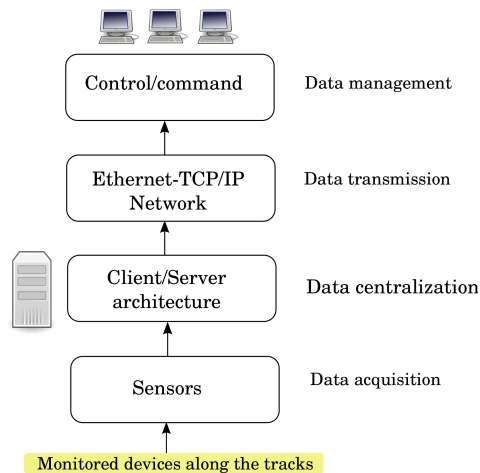 Control/command
Data management
Ethernet-TCP/IP
Network
Data transmission
Client/Server
architecture
Data centralization
Sensors
Data acquisition
Monitored devices along the tracks